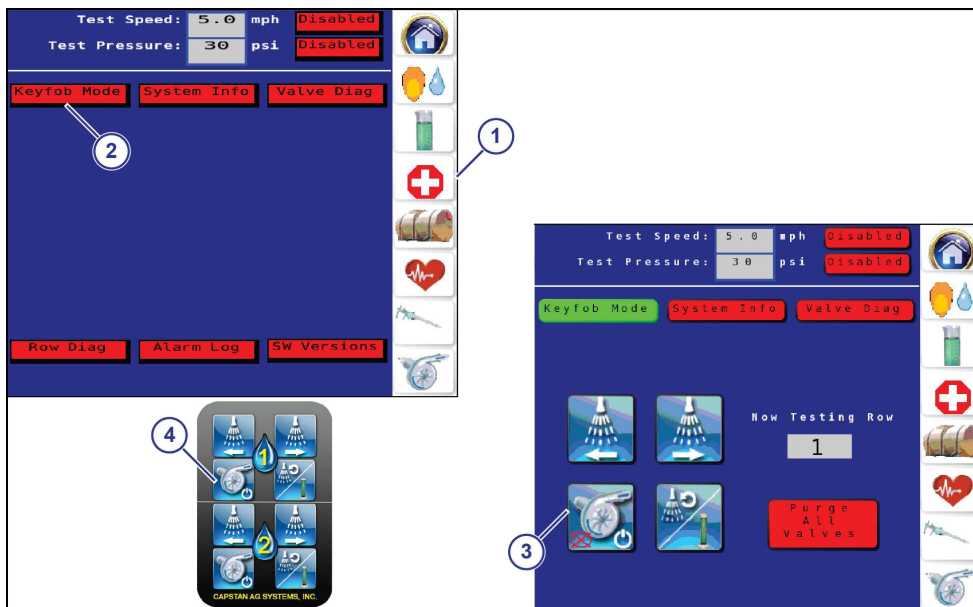 Test Speed: 5.0 mph Disabled
Test Pressure: 30 psi Disabled
Keyfob Mode System Info Valve Diag
2
1
Row Diag Alarm Log SW Versions
Test Speed: 5.0 mph Disabled
Test Pressure: 30 psi Disabled
Keyfob Mode System Info Valve Diag
Now Testing Row
1
Purge
All
Valves
3
4
1
2
CAPSTAN AG SYSTEMS, INC.